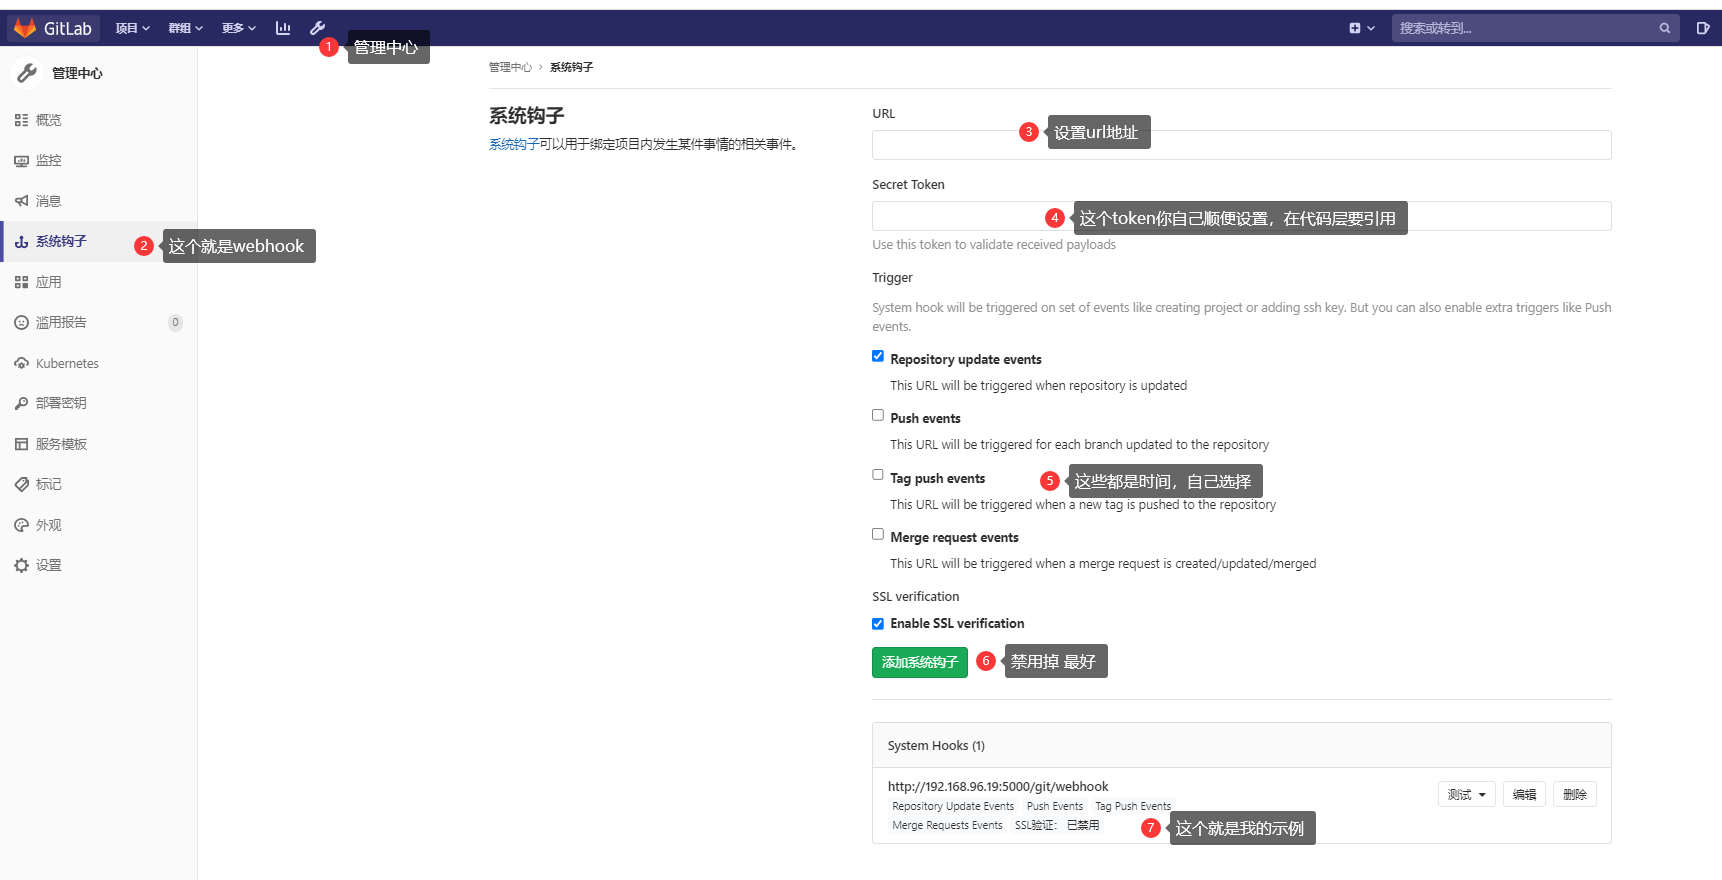 GitLab 项目 群组 更多 搜索或转到...
1 管理中心
管理中心
概览
监控
消息
系统钩子
2 这个就是webhook
应用
滥用报告 0
Kubernetes
部署密钥
服务模板
标记
外观
设置
管理中心 › 系统钩子
系统钩子
系统钩子可以用于绑定项目内发生某件事情的相关事件。
URL
3 设置url地址
Secret Token
4 这个token你自己顺便设置，在代码层要引用
Use this token to validate received payloads
Trigger
System hook will be triggered on set of events like creating project or adding ssh key. But you can also enable extra triggers like Push
events.
Repository update events
This URL will be triggered when repository is updated
Push events
This URL will be triggered for each branch updated to the repository
Tag push events
5 这些都是时间，自己选择
This URL will be triggered when a new tag is pushed to the repository
Merge request events
This URL will be triggered when a merge request is created/updated/merged
SSL verification
Enable SSL verification
添加系统钩子
6 禁用掉 最好
System Hooks (1)
http://192.168.96.19:5000/git/webhook
测试 编辑 删除
Repository Update Events Push Events Tag Push Events
Merge Requests Events SSL验证： 已禁用
7 这个就是我的示例